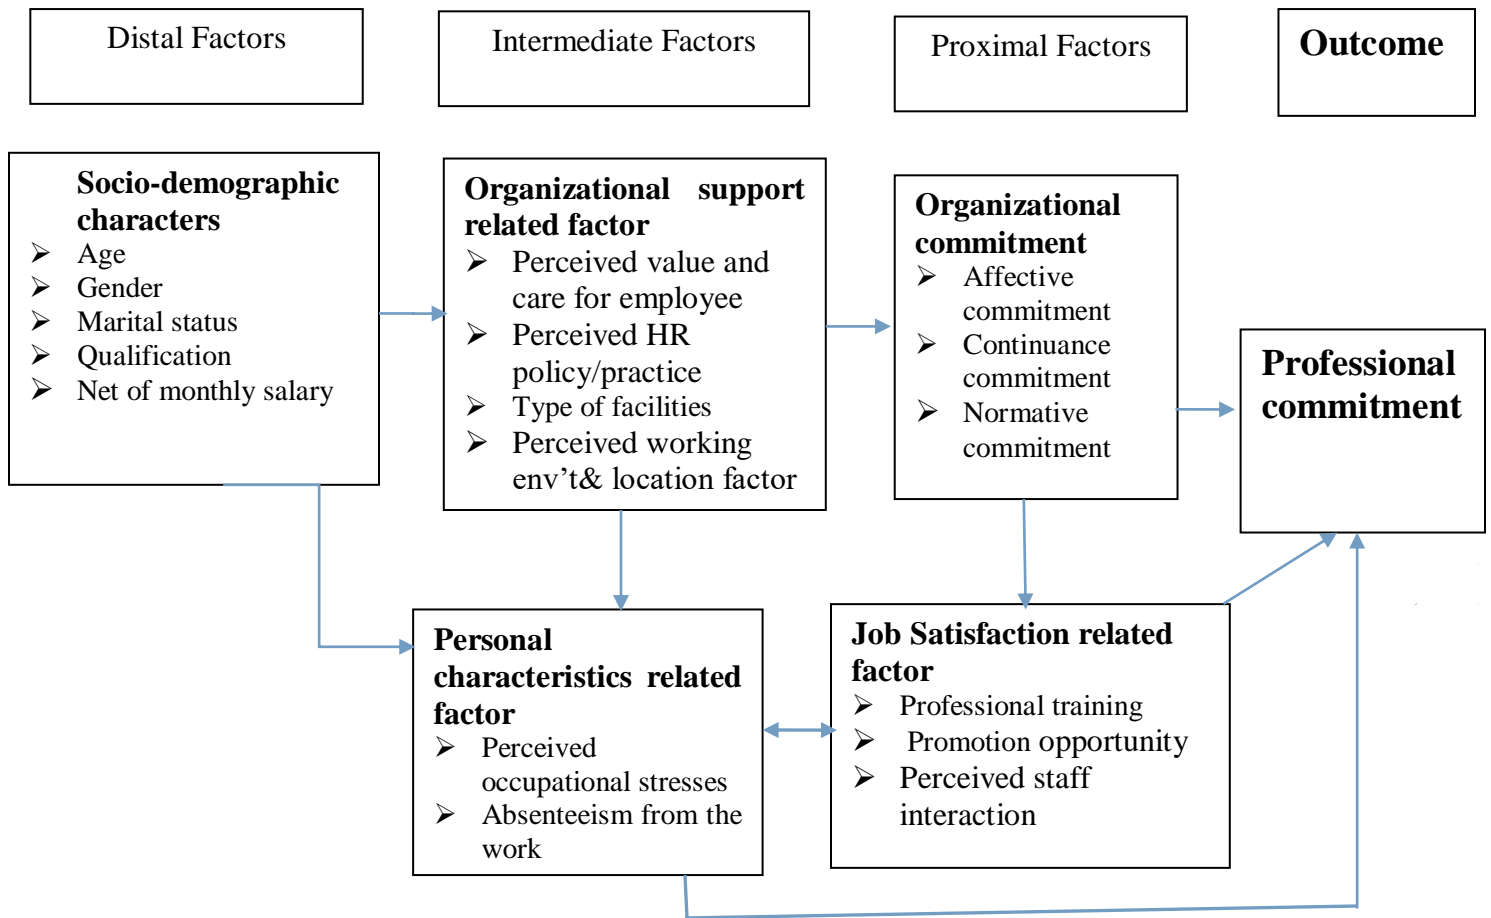 Distal Factors
Intermediate Factors
Proximal Factors
Outcome
Socio-demographic
characters
➤ Age
➤ Gender
➤ Marital status
➤ Qualification
➤ Net of monthly salary
Organizational support
related factor
➤ Perceived value and
care for employee
➤ Perceived HR
policy/practice
➤ Type of facilities
➤ Perceived working
env't& location factor
Organizational
commitment
➤ Affective
commitment
➤ Continuance
commitment
➤ Normative
commitment
Professional
commitment
Personal
characteristics related
factor
➤ Perceived
occupational stresses
➤ Absenteeism from the
work
Job Satisfaction related
factor
➤ Professional training
➤ Promotion opportunity
➤ Perceived staff
interaction